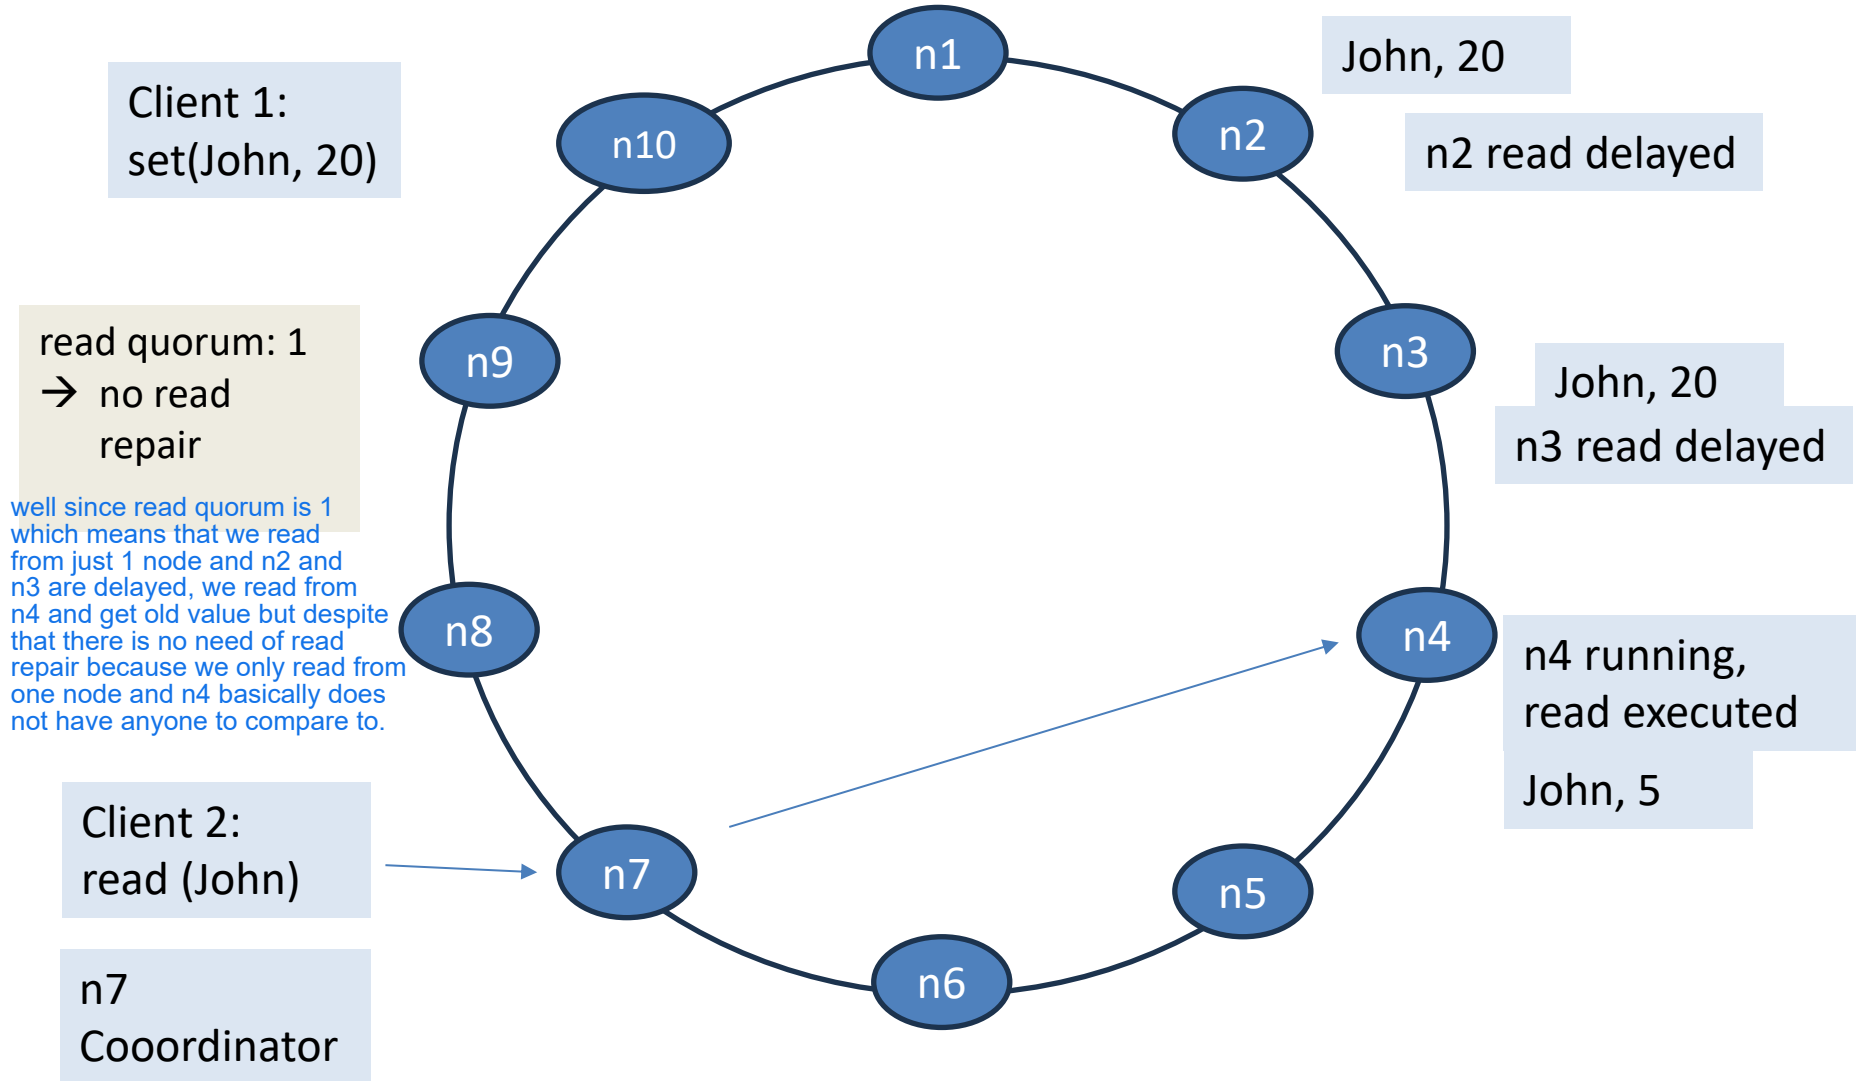 n1
John, 20
Client 1:
set(John, 20)
n10
n2
n2 read delayed
read quorum: 1
→ no read
repair
n9
n3
John, 20
n3 read delayed
well since read quorum is 1
which means that we read
from just 1 node and n2 and
n3 are delayed, we read from
n4 and get old value but despite
that there is no need of read
repair because we only read from
one node and n4 basically does
not have anyone to compare to.
n8
n4
n4 running,
read executed
John, 5
Client 2:
read (John)
n7
n5
n7
Cooordinator
n6